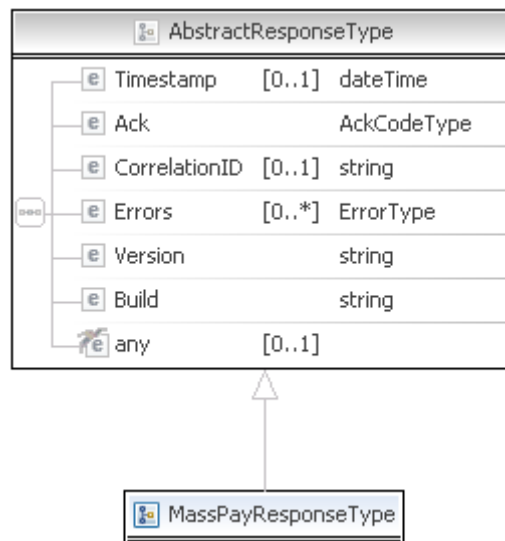 AbstractResponseType
e Timestamp [0..1] dateTime
e Ack AckCodeType
e CorrelationID [0..1] string
e Errors [0..*] ErrorType
e Version string
e Build string
e any [0..1]
MassPayResponseType